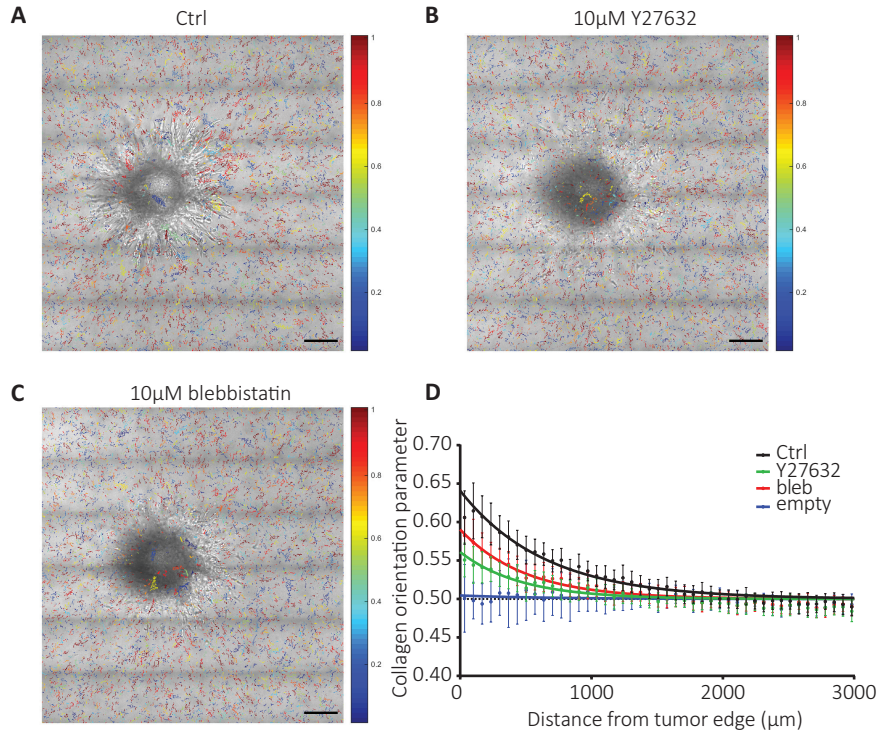 A
Ctrl
1
0.8
0.6
0.4
0.2
B
10µM Y27632
1
0.8
0.6
0.4
0.2
C
10µM blebbistatin
1
0.8
0.6
0.4
0.2
D
Collagen orientation parameter
0.70
0.65
0.60
0.55
0.50
0.45
0.40
0
1000
2000
3000
Distance from tumor edge (µm)
Ctrl
Y27632
bleb
empty